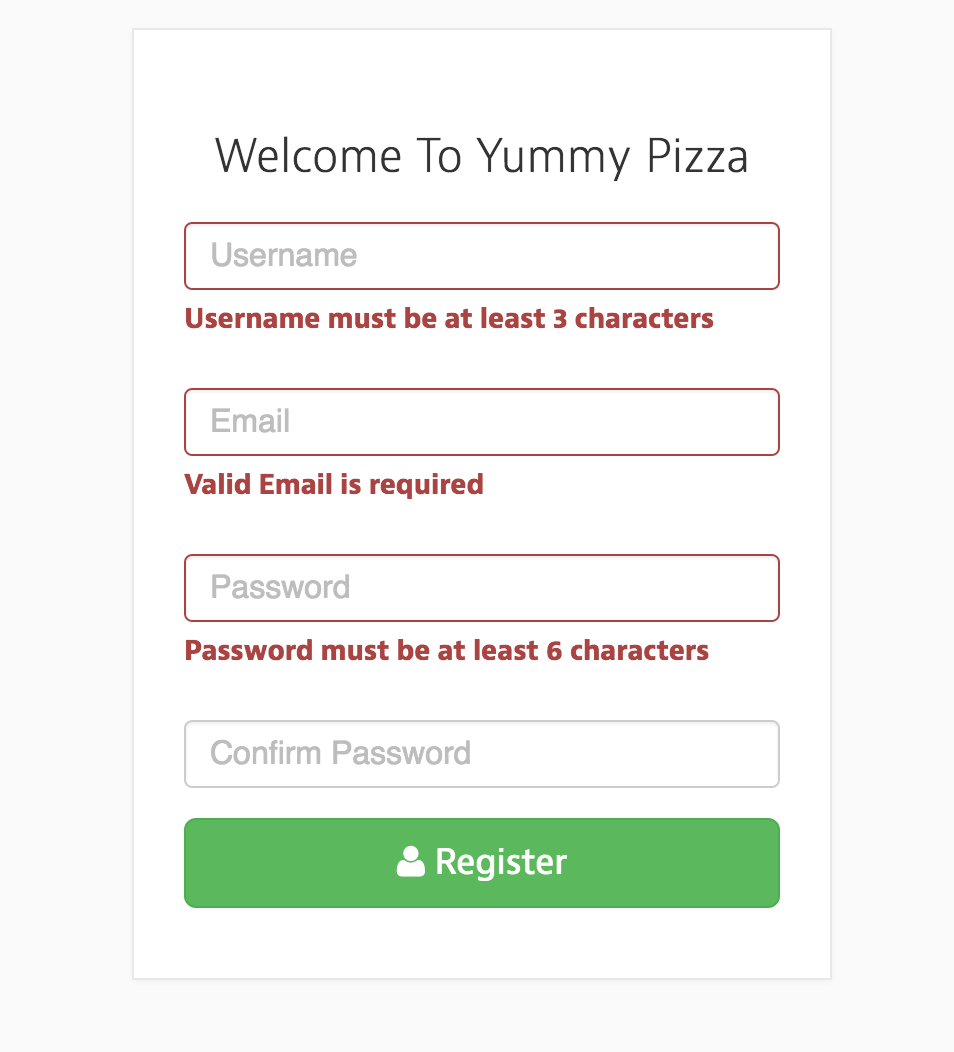 Welcome To Yummy Pizza
Username
Username must be at least 3 characters
Email
Valid Email is required
Password
Password must be at least 6 characters
Confirm Password
Register